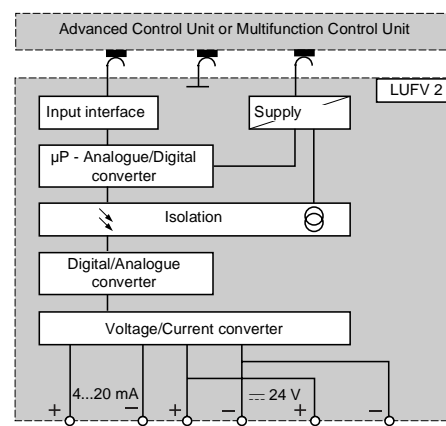 Advanced Control Unit or Multifunction Control Unit
LUFV 2
Input interface
Supply
µP - Analogue/Digital
converter
Isolation
Digital/Analogue
converter
Voltage/Current converter
4...20 mA
24 V
+ – + – + –